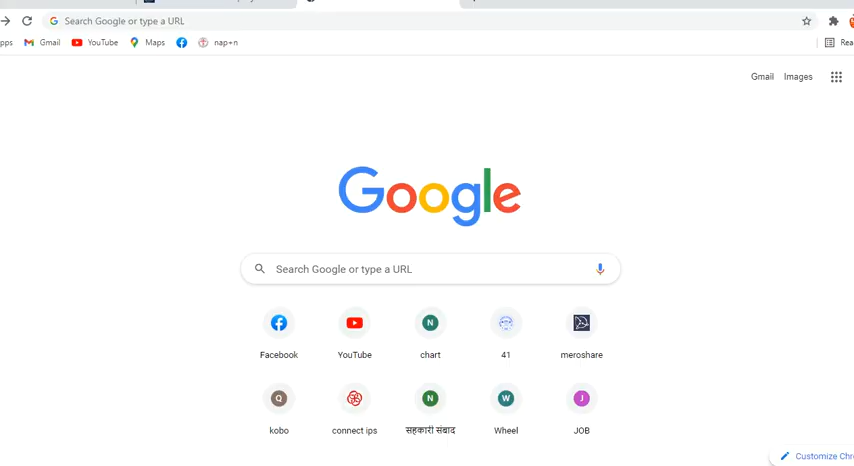 Search Google or type a URL
pps Gmail YouTube Maps nap+n Rea
Gmail Images
Google
Search Google or type a URL
Facebook YouTube chart 41 meroshare
N
Q N W J
kobo connect ips सहकारी संबाद Wheel JOB
Customize Chro